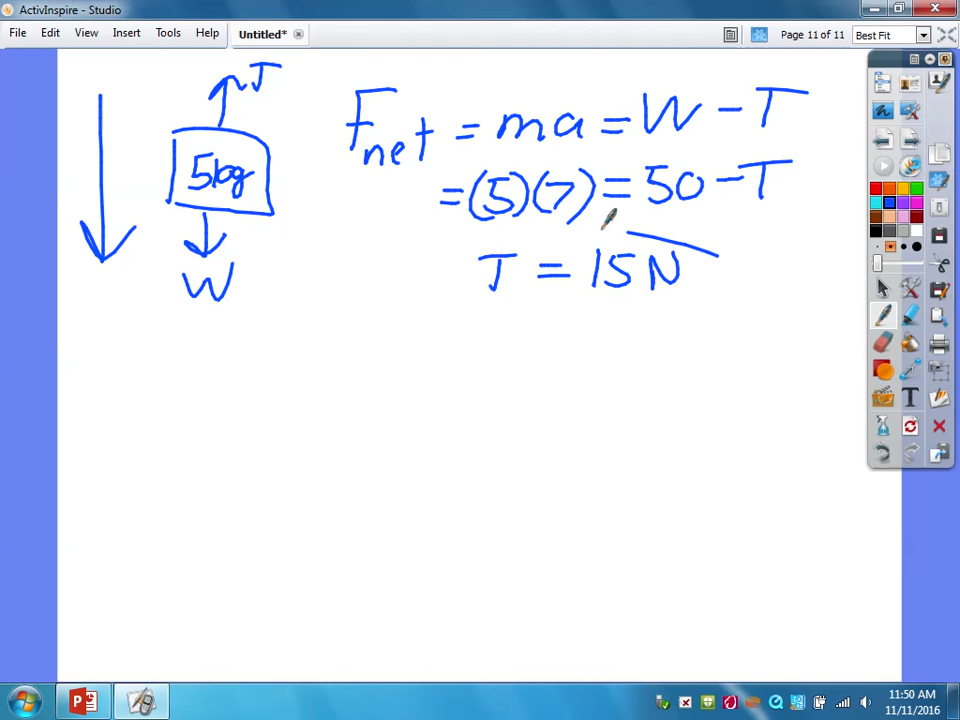 ActivInspire - Studio
File Edit View Insert Tools Help Untitled* Page 11 of 11 Best Fit
T
5kg
W
Fnet = ma = W - T
= (5)(7) = 50 - T
T = 15N
11:50 AM
11/11/2016